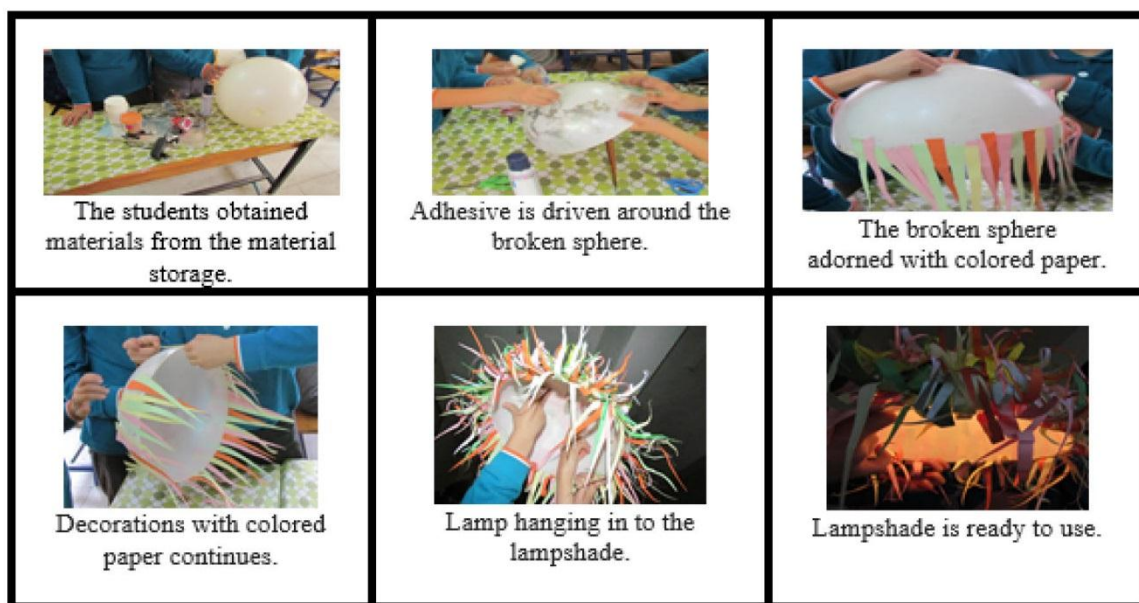 The students obtained
materials from the material
storage.
Adhesive is driven around the
broken sphere.
The broken sphere
adorned with colored paper.
Decorations with colored
paper continues.
Lamp hanging in to the
lampshade.
Lampshade is ready to use.